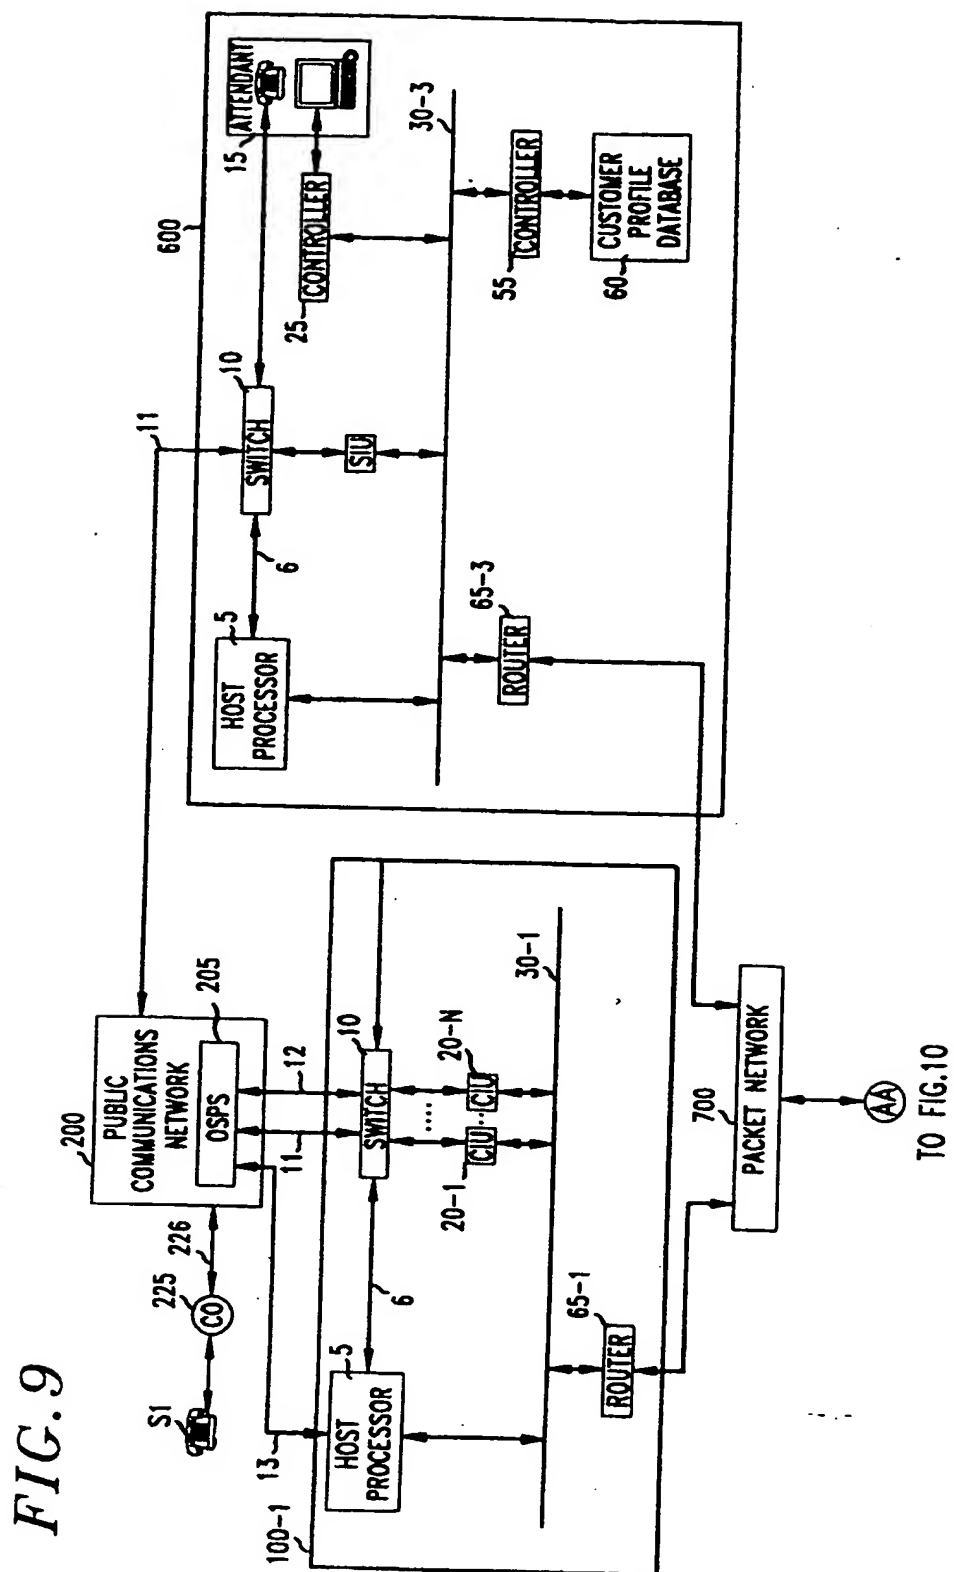 FIG. 9
S1
225
CO
226
200
PUBLIC
COMMUNICATIONS
NETWORK
205
OSPS
11
12
13
100-1
5
HOST
PROCESSOR
6
10
SWITCH
20-1
CIU
....
...
20-N
CIU
30-1
65-1
ROUTER
11
600
5
HOST
PROCESSOR
6
10
SWITCH
SIU
15
ATTENDANT
25
CONTROLLER
30-3
55
CONTROLLER
60
CUSTOMER
PROFILE
DATABASE
65-3
ROUTER
700
PACKET NETWORK
AA
TO FIG.10